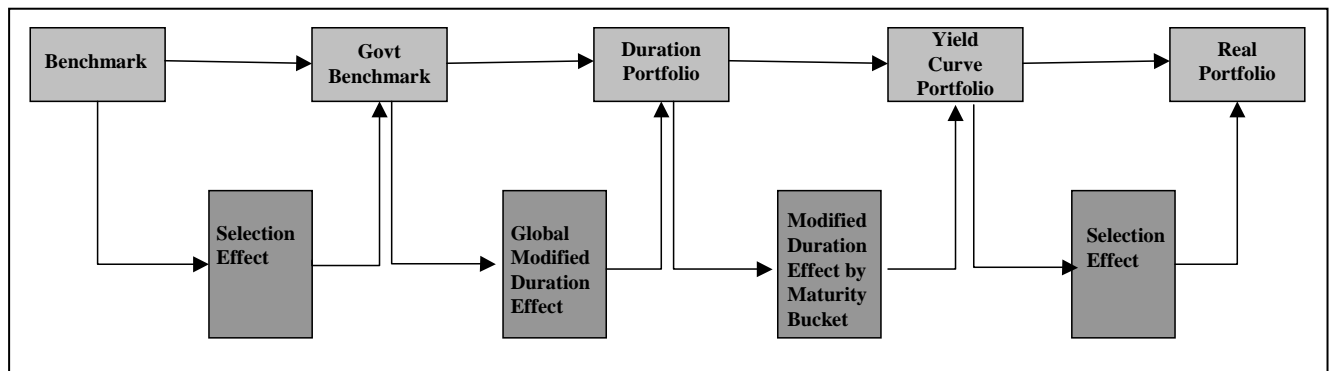 Benchmark
Govt
Benchmark
Duration
Portfolio
Yield
Curve
Portfolio
Real
Portfolio
Selection
Effect
Global
Modified
Duration
Effect
Modified
Duration
Effect by
Maturity
Bucket
Selection
Effect